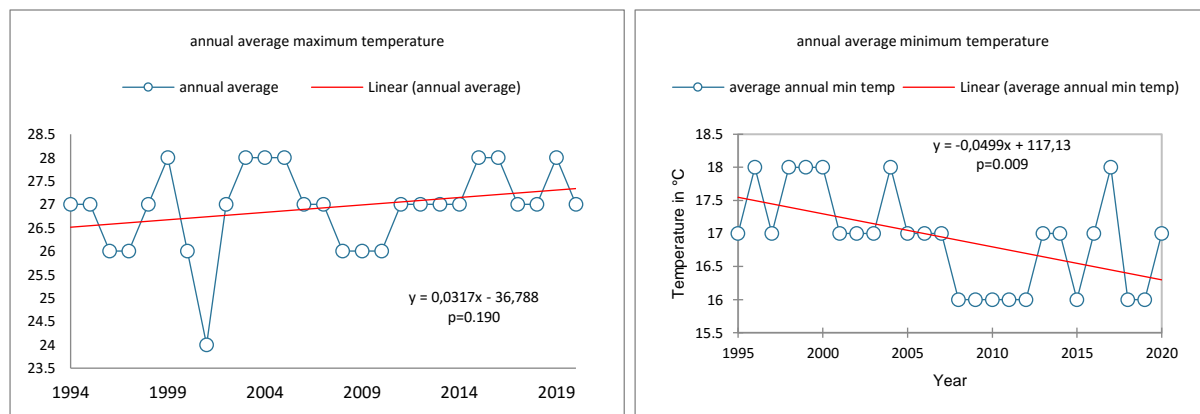 annual average maximum temperature
annual average
Linear (annual average)
28.5
28
27.5
27
26.5
26
25.5
25
24.5
24
23.5
y = 0,0317x - 36,788
p=0.190
1994 1999 2004 2009 2014 2019
annual average minimum temperature
average annual min temp
Linear (average annual min temp)
18.5
18
17.5
17
16.5
16
15.5
Temperature in °C
y = -0,0499x + 117,13
p=0.009
1995 2000 2005 2010 2015 2020
Year